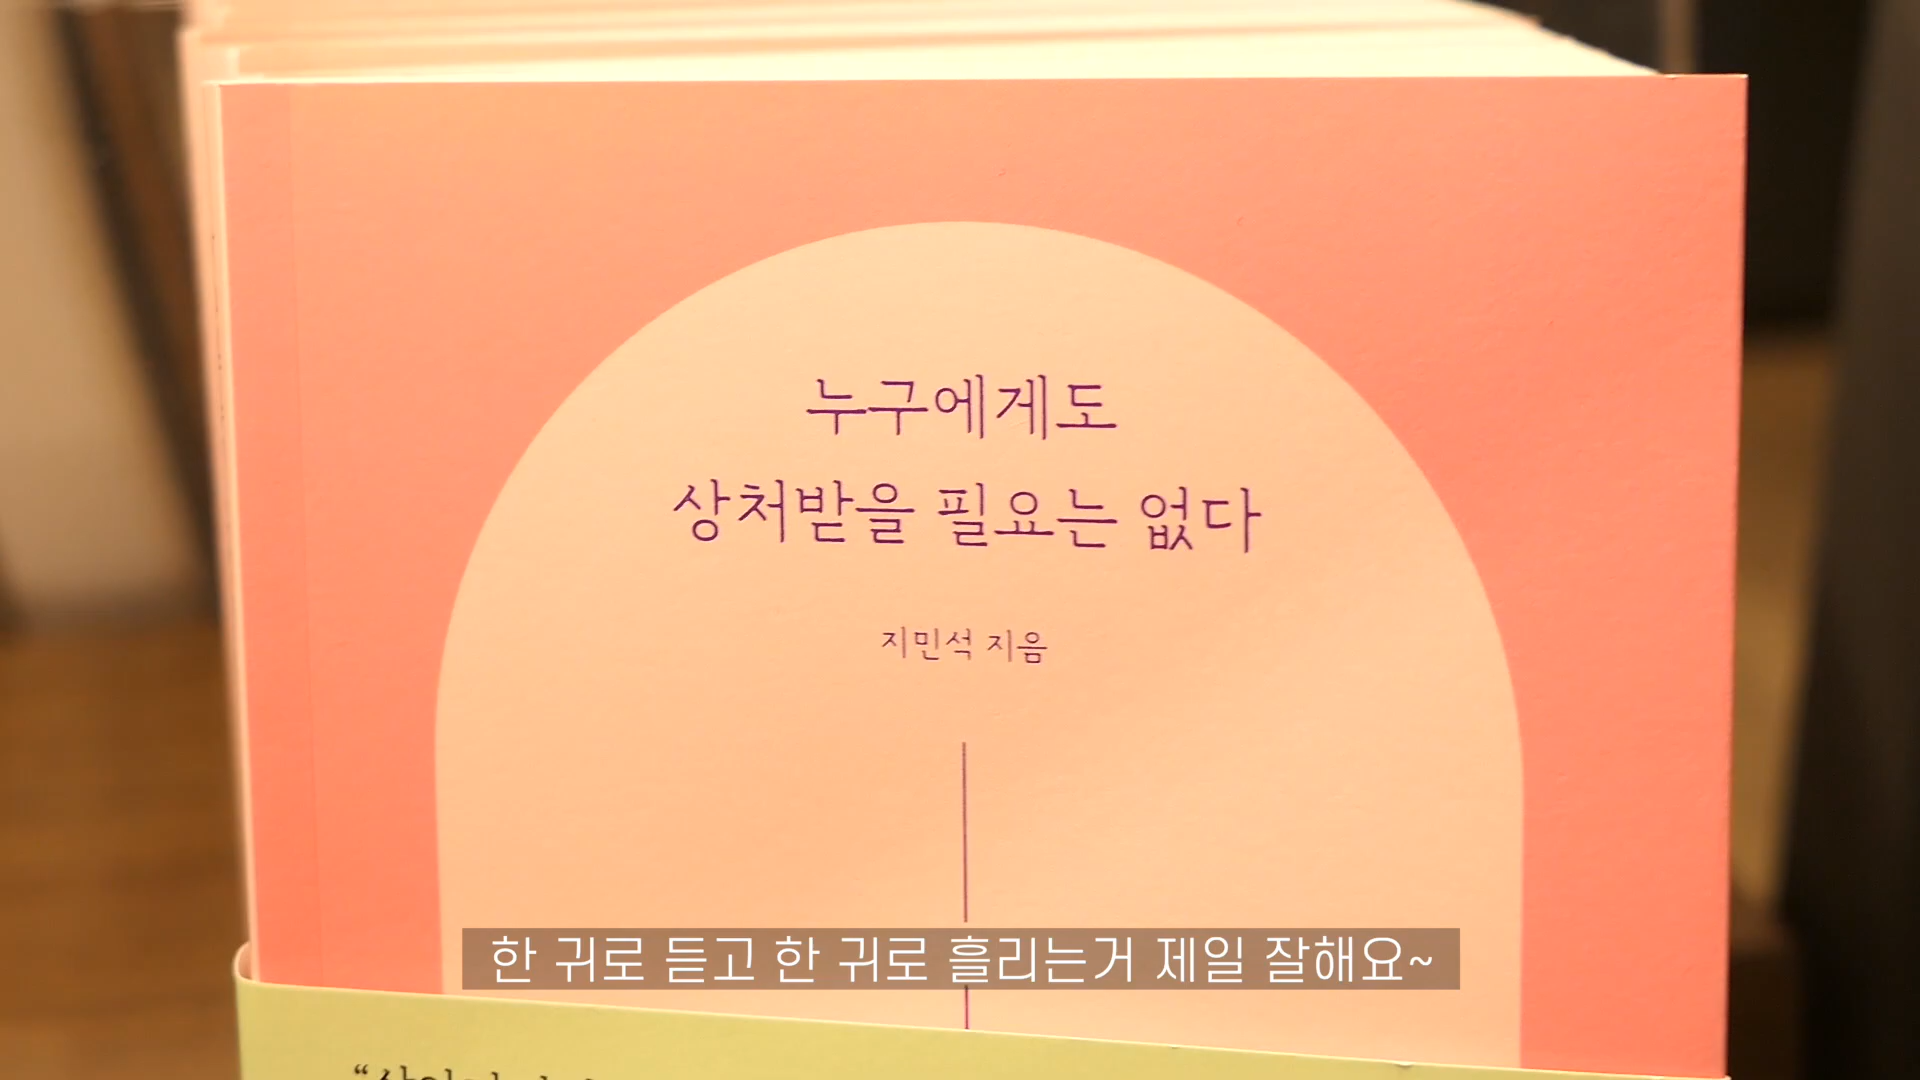 누구에게도
상처받을 필요는 없다
지민석 지음
한 귀로 듣고 한 귀로 흘리는거 제일 잘해요~